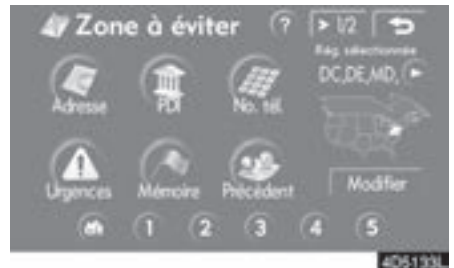 Zone à éviter ? > 1/2
Rég. sélectionnée
DC,DE,MD,
Adresse PDI No. tél.
Urgences Mémoire Précédent Modifier
1 2 3 4 5
4D5133L